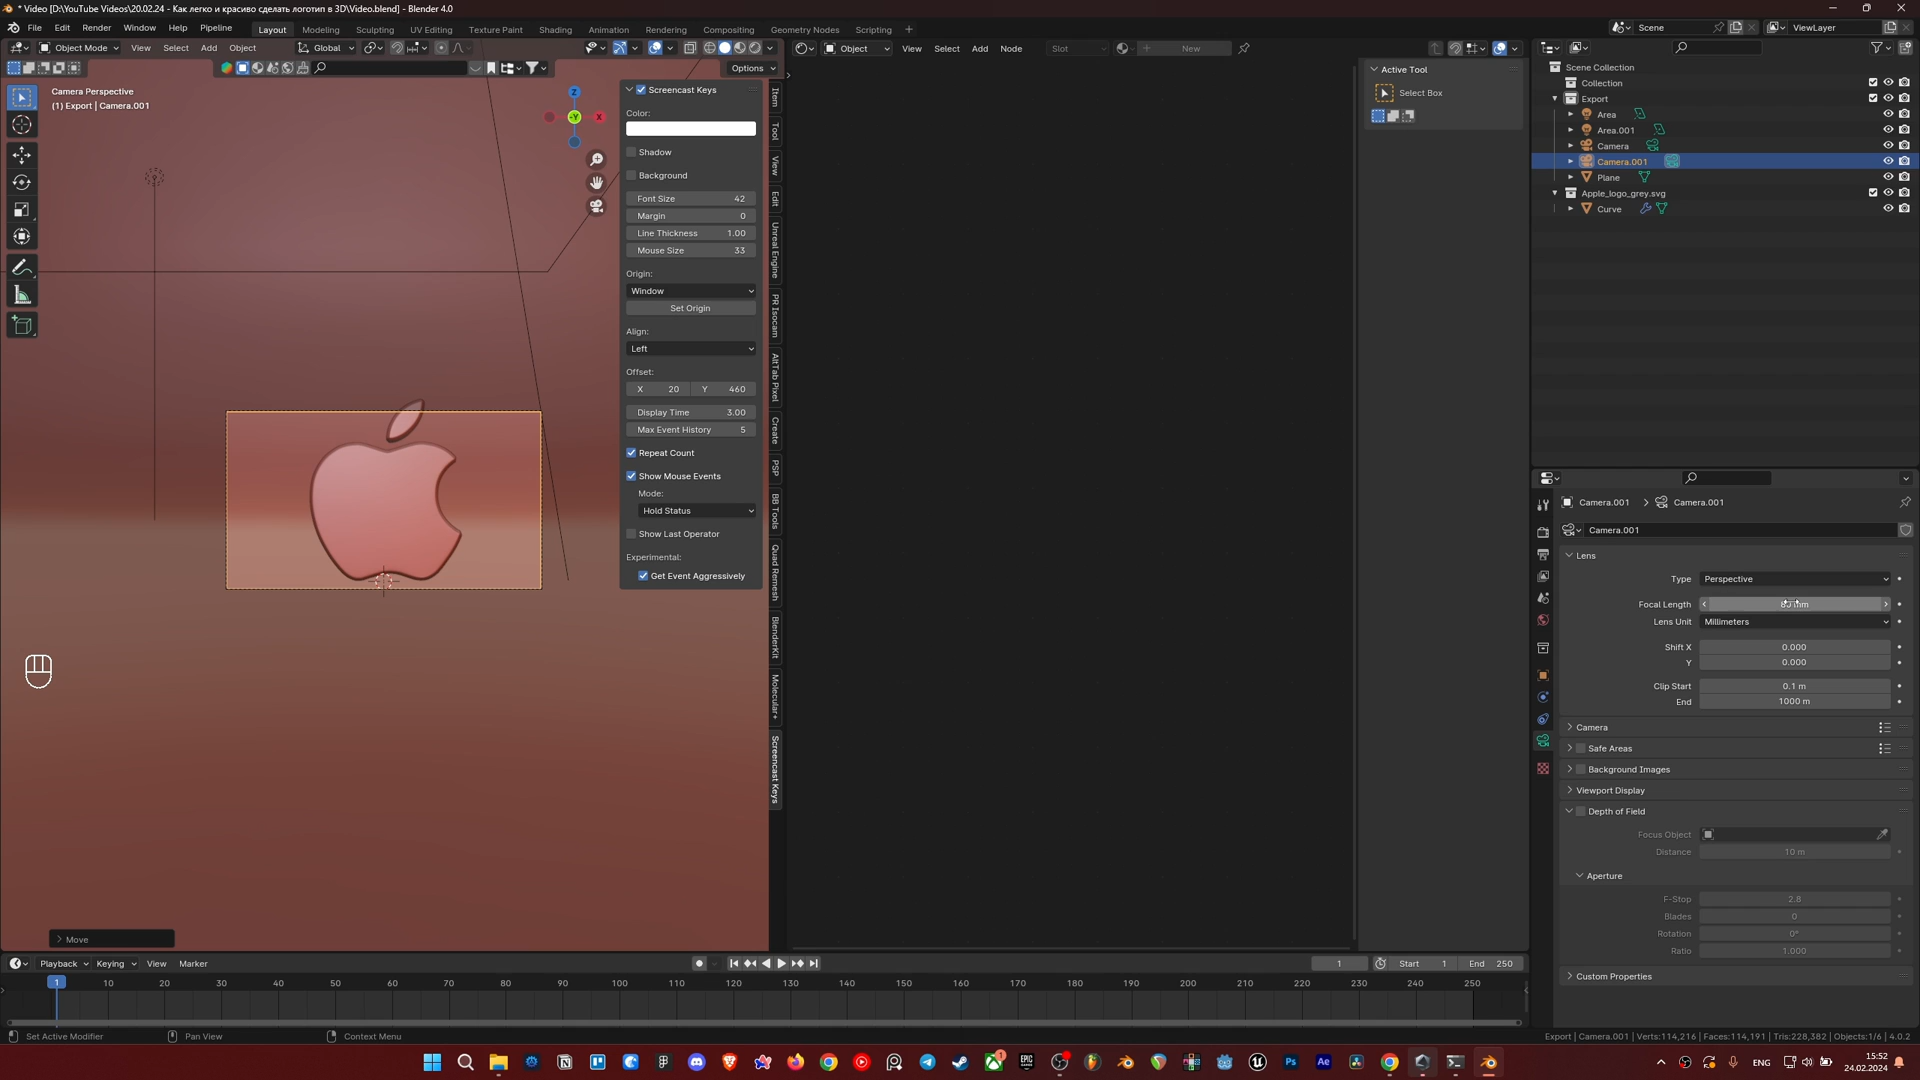 * Video [D:\YouTube Videos\20.02.24 - Как легко и красиво сделать логотип в 3D\Video.blend] - Blender 4.0
File Edit Render Window Help Pipeline
Layout Modeling Sculpting UV Editing Texture Paint Shading Animation Rendering Compositing Geometry Nodes Scripting +
Scene
ViewLayer
Object Mode View Select Add Object Global
Options
Object View Select Add Node Slot New
Camera Perspective
(1) Export | Camera.001
Z
-Y
X
Screencast Keys
Color:
Shadow
Background
Font Size 42
Margin 0
Line Thickness 1.00
Mouse Size 33
Origin:
Window
Set Origin
Align:
Left
Offset:
X 20 Y 460
Display Time 3.00
Max Event History 5
Repeat Count
Show Mouse Events
Mode:
Hold Status
Show Last Operator
Experimental:
Get Event Aggressively
Item
Tool
View
Edit
Unreal Engine
PR Isocam
AltTab Pixel
Create
PSP
BB Tools
Quad Remesh
BlenderKit
Molecular+
Screencast Keys
Active Tool
Select Box
Scene Collection
Collection
Export
Area
Area.001
Camera
Camera.001
Plane
Apple_logo_grey.svg
Curve
Camera.001 Camera.001
Camera.001
Lens
Type Perspective
Focal Length
Lens Unit Millimeters
Shift X 0.000
Y 0.000
Clip Start 0.1 m
End 1000 m
Camera
Safe Areas
Background Images
Viewport Display
Depth of Field
Focus Object
Distance 10 m
Aperture
F-Stop 2.8
Blades 0
Rotation 0°
Ratio 1.000
Custom Properties
Move
Playback Keying View Marker
1 Start 1 End 250
1 10 20 30 40 50 60 70 80 90 100 110 120 130 140 150 160 170 180 190 200 210 220 230 240 250
Set Active Modifier Pan View Context Menu
Export | Camera.001 | Verts:114,216 | Faces:114,191 | Tris:228,382 | Objects:1/6 | 4.0.2
ENG
15:52
24.02.2024